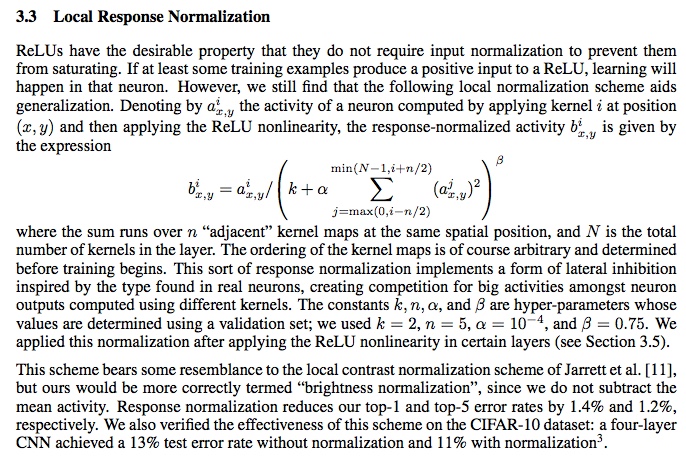 3.3 Local Response Normalization
ReLUs have the desirable property that they do not require input normalization to prevent them
from saturating. If at least some training examples produce a positive input to a ReLU, learning will
happen in that neuron. However, we still find that the following local normalization scheme aids
generalization. Denoting by a^i_{x,y} the activity of a neuron computed by applying kernel i at position
(x, y) and then applying the ReLU nonlinearity, the response-normalized activity b^i_{x,y} is given by
the expression
b^i_{x,y} = a^i_{x,y} / ( k + α ∑_{j=max(0,i−n/2)}^{min(N−1,i+n/2)} (a^j_{x,y})^2 )^β
where the sum runs over n “adjacent” kernel maps at the same spatial position, and N is the total
number of kernels in the layer. The ordering of the kernel maps is of course arbitrary and determined
before training begins. This sort of response normalization implements a form of lateral inhibition
inspired by the type found in real neurons, creating competition for big activities amongst neuron
outputs computed using different kernels. The constants k, n, α, and β are hyper-parameters whose
values are determined using a validation set; we used k = 2, n = 5, α = 10^{−4}, and β = 0.75. We
applied this normalization after applying the ReLU nonlinearity in certain layers (see Section 3.5).
This scheme bears some resemblance to the local contrast normalization scheme of Jarrett et al. [11],
but ours would be more correctly termed “brightness normalization”, since we do not subtract the
mean activity. Response normalization reduces our top-1 and top-5 error rates by 1.4% and 1.2%,
respectively. We also verified the effectiveness of this scheme on the CIFAR-10 dataset: a four-layer
CNN achieved a 13% test error rate without normalization and 11% with normalization³.